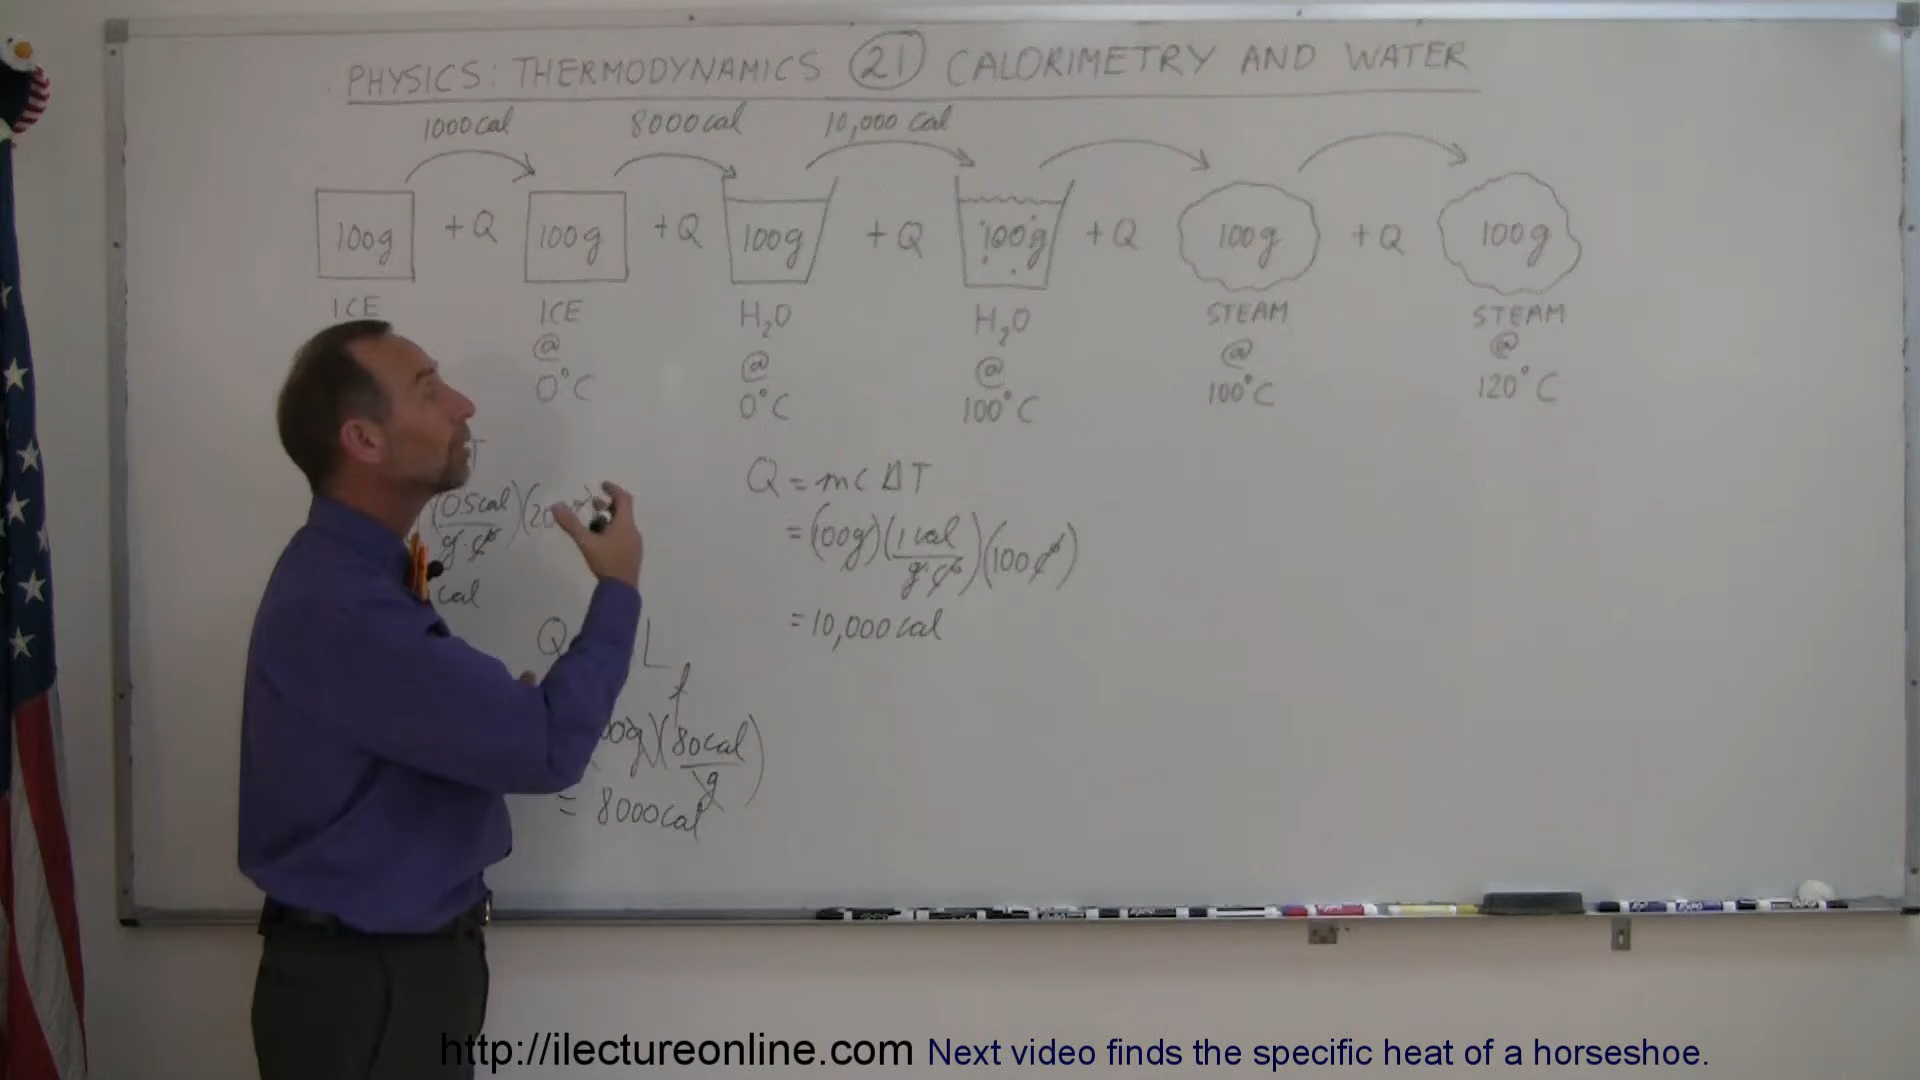 PHYSICS: THERMODYNAMICS 21 CALORIMETRY AND WATER
1000 cal 8000 cal 10,000 cal
100g + Q 100g + Q 100g + Q 100g + Q 100g + Q 100g
ICE ICE H₂O H₂O STEAM STEAM
@ @ @ @ @
0°C 0°C 100°C 100°C 120°C
T
Q = mcΔT
(0.5 cal / g·C°)(20
= (100g)(1 cal / g·C°)(100 C°)
cal
= 10,000 cal
Q L f
00g)(80 cal / g)
= 8000 cal
http://ilectureonline.com Next video finds the specific heat of a horseshoe.